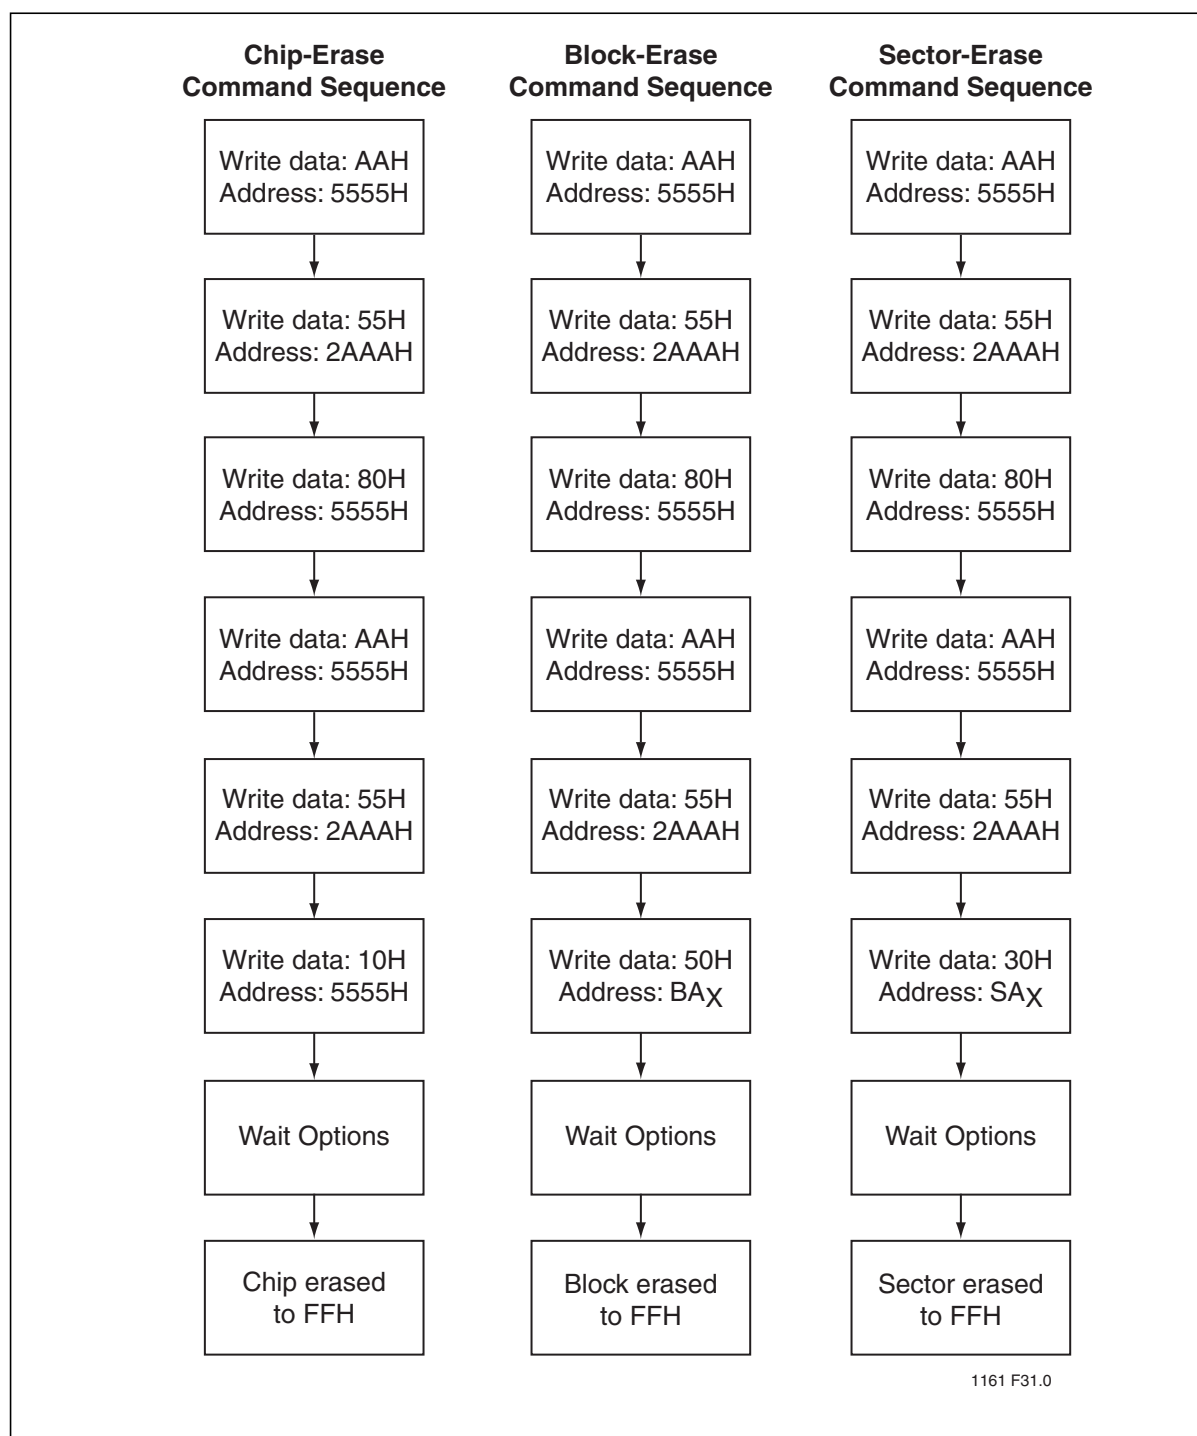 Chip-Erase
Command Sequence
Write data: AAH
Address: 5555H
Write data: 55H
Address: 2AAAH
Write data: 80H
Address: 5555H
Write data: AAH
Address: 5555H
Write data: 55H
Address: 2AAAH
Write data: 10H
Address: 5555H
Wait Options
Chip erased
to FFH
Block-Erase
Command Sequence
Write data: AAH
Address: 5555H
Write data: 55H
Address: 2AAAH
Write data: 80H
Address: 5555H
Write data: AAH
Address: 5555H
Write data: 55H
Address: 2AAAH
Write data: 50H
Address: BAX
Wait Options
Block erased
to FFH
Sector-Erase
Command Sequence
Write data: AAH
Address: 5555H
Write data: 55H
Address: 2AAAH
Write data: 80H
Address: 5555H
Write data: AAH
Address: 5555H
Write data: 55H
Address: 2AAAH
Write data: 30H
Address: SAX
Wait Options
Sector erased
to FFH
1161 F31.0